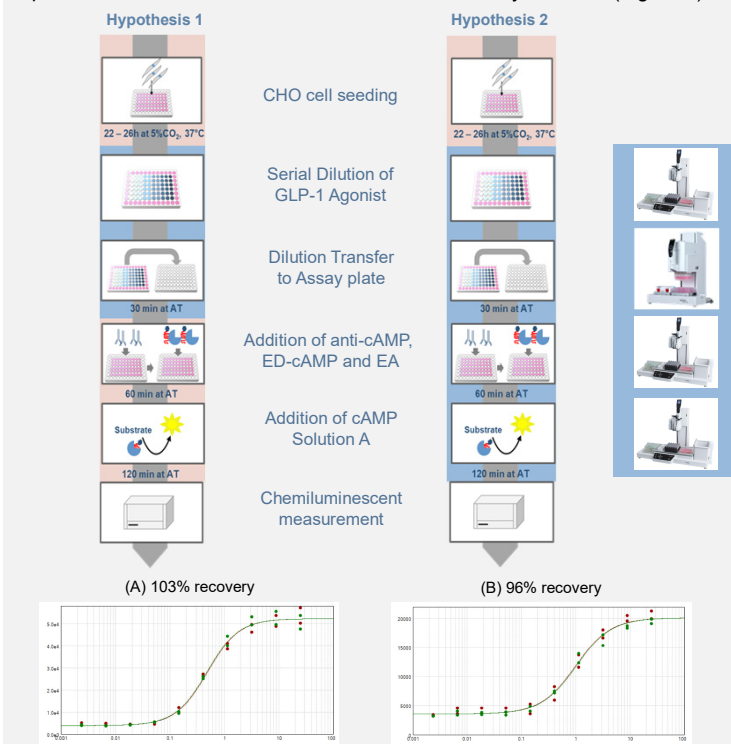 Hypothesis 1
Hypothesis 2
CHO cell seeding
22 – 26h at 5%CO₂, 37°C
22 – 26h at 5%CO₂, 37°C
Serial Dilution of
GLP-1 Agonist
Dilution Transfer
to Assay plate
30 min at AT
30 min at AT
Addition of anti-cAMP,
ED-cAMP and EA
60 min at AT
60 min at AT
Substrate
Addition of cAMP
Solution A
Substrate
120 min at AT
120 min at AT
Chemiluminescent
measurement
(A) 103% recovery
(B) 96% recovery
5.0e4
4.0e4
3.0e4
2.0e4
1.0e4
0.0e0
0.001
0.1
1
10
100
20000
15000
10000
5000
0
0.001
0.01
0.1
1
10
100